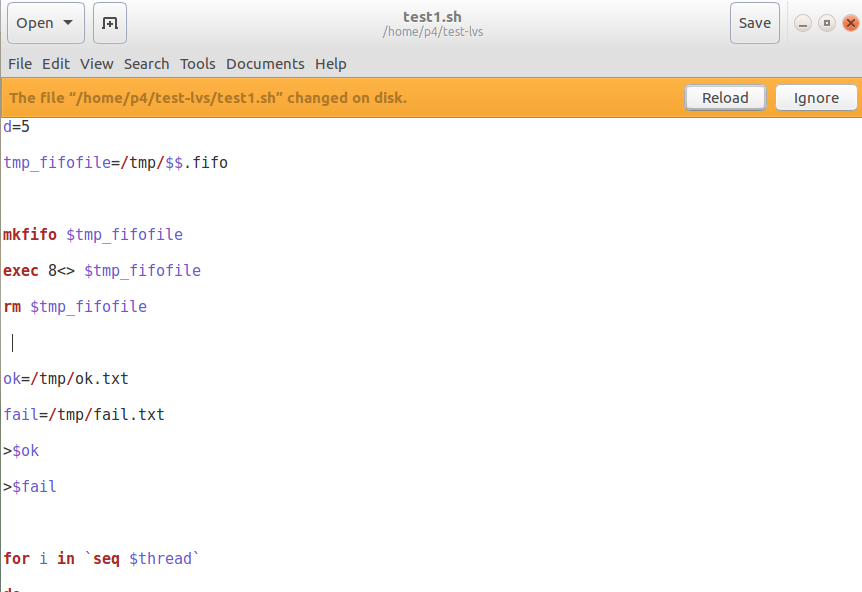 Open
test1.sh
/home/p4/test-lvs
Save
File Edit View Search Tools Documents Help
The file “/home/p4/test-lvs/test1.sh” changed on disk.
Reload
Ignore
d=5
tmp_fifofile=/tmp/$$.fifo
mkfifo $tmp_fifofile
exec 8<> $tmp_fifofile
rm $tmp_fifofile
ok=/tmp/ok.txt
fail=/tmp/fail.txt
>$ok
>$fail
for i in `seq $thread`